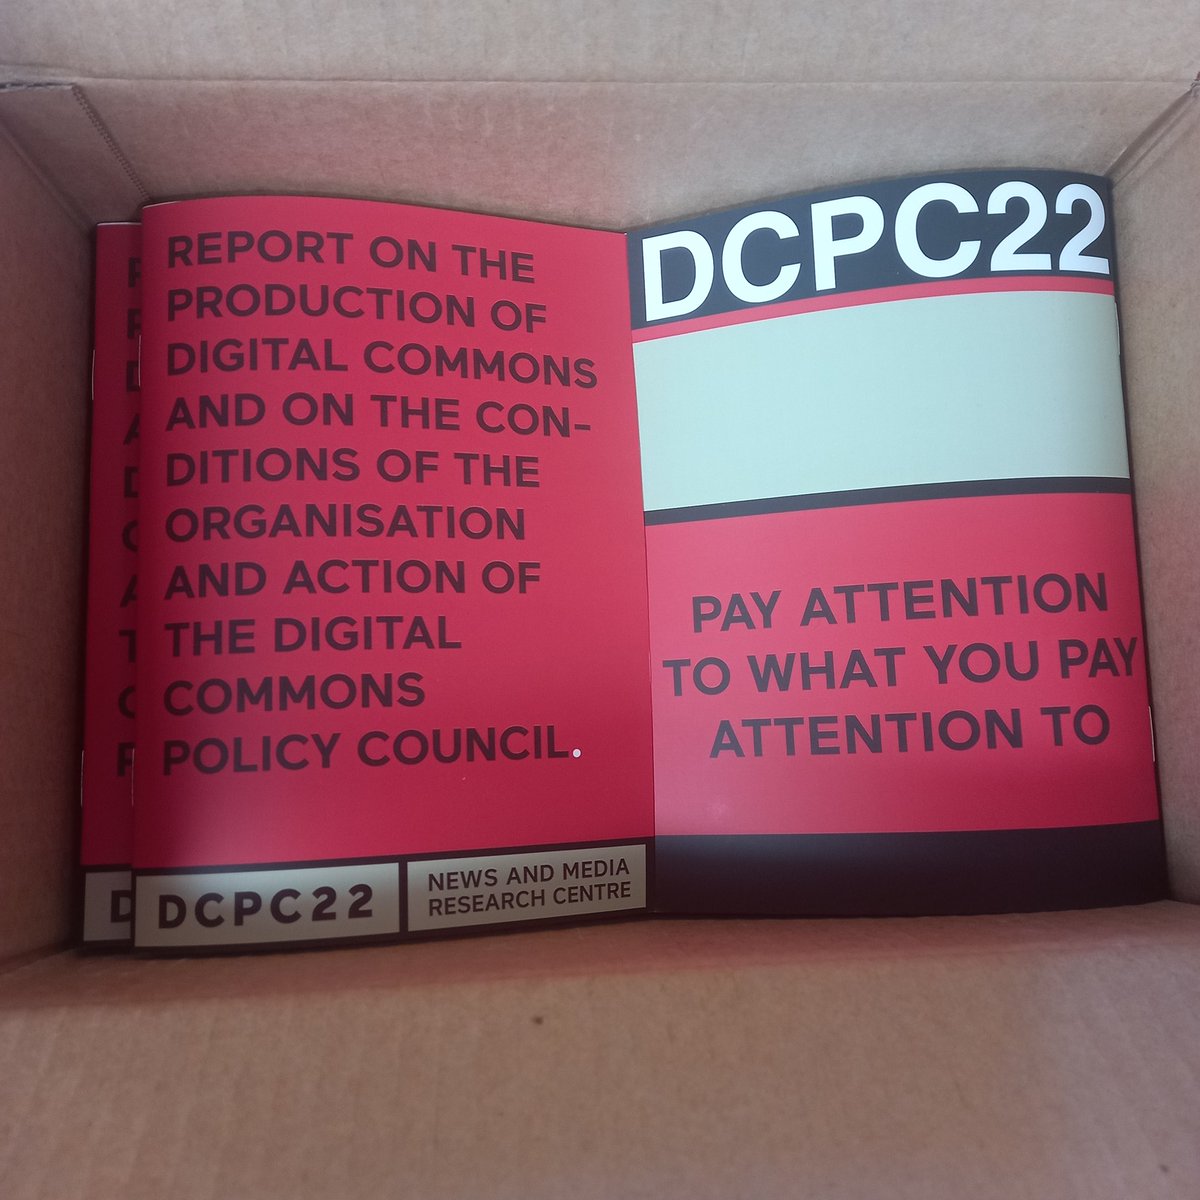 REPORT ON THE
PRODUCTION OF
DIGITAL COMMONS
AND ON THE CON-
DITIONS OF THE
ORGANISATION
AND ACTION OF
THE DIGITAL
COMMONS
POLICY COUNCIL.
DCPC22
NEWS AND MEDIA
RESEARCH CENTRE
DCPC22
PAY ATTENTION
TO WHAT YOU PAY
ATTENTION TO